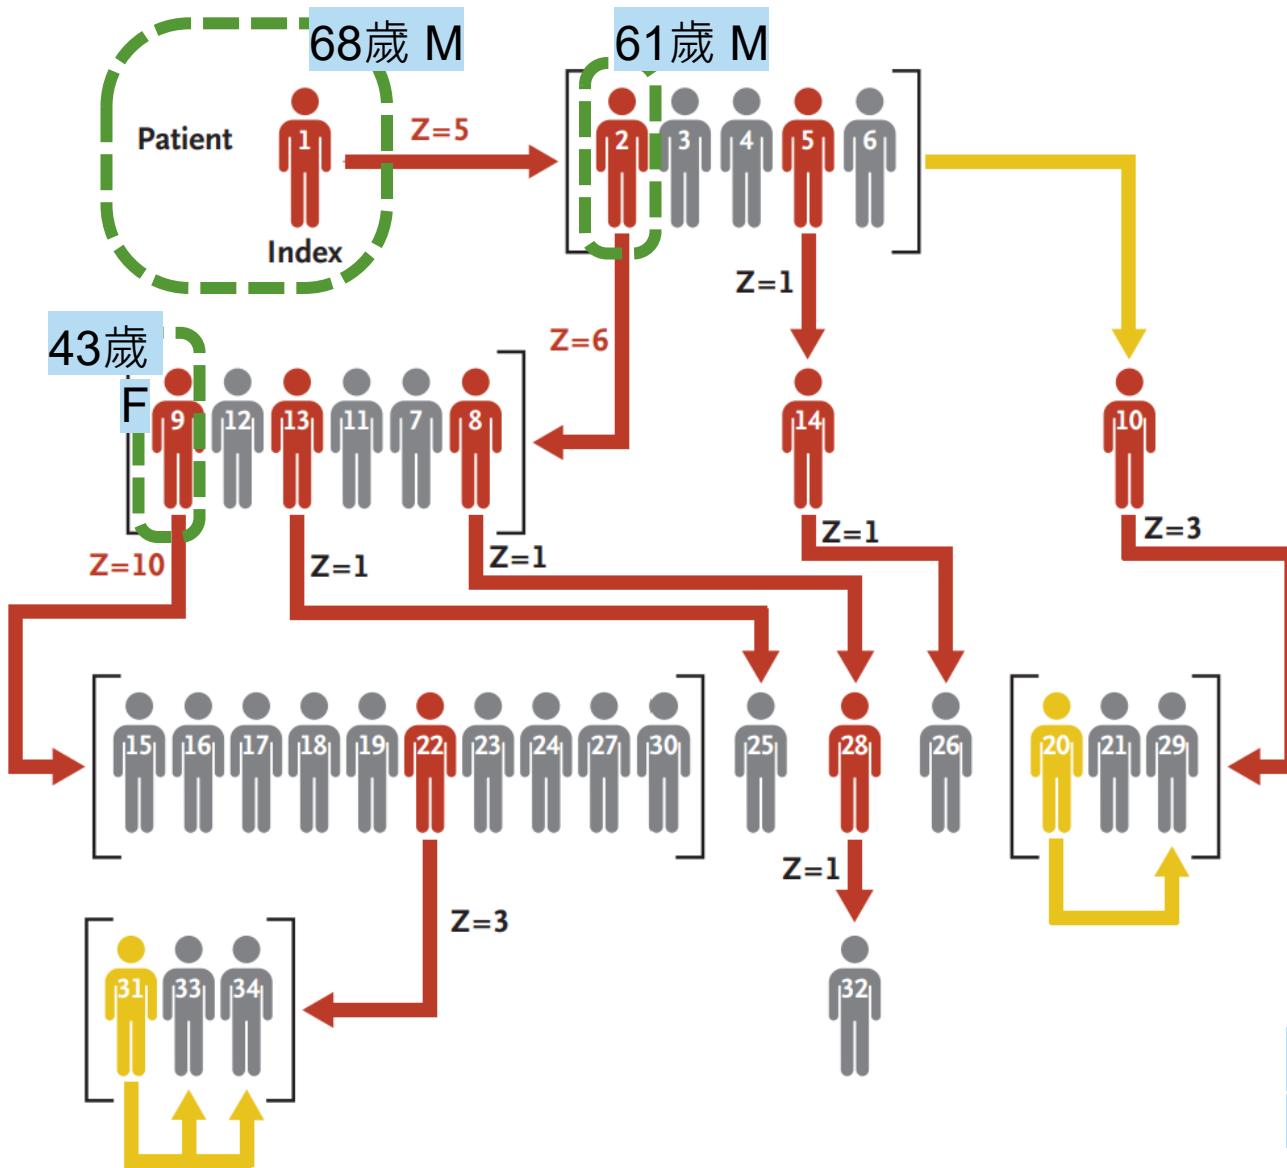 68歳 M
61歳 M
Patient
1
Index
Z=5
2 3 4 5 6
Z=1
Z=6
43歳
F
9 12 13 11 7 8
14
10
Z=10
Z=1
Z=1
Z=1
Z=3
15 16 17 18 19 22 23 24 27 30
25
28
26
20 21 29
Z=1
Z=3
31 33 34
32